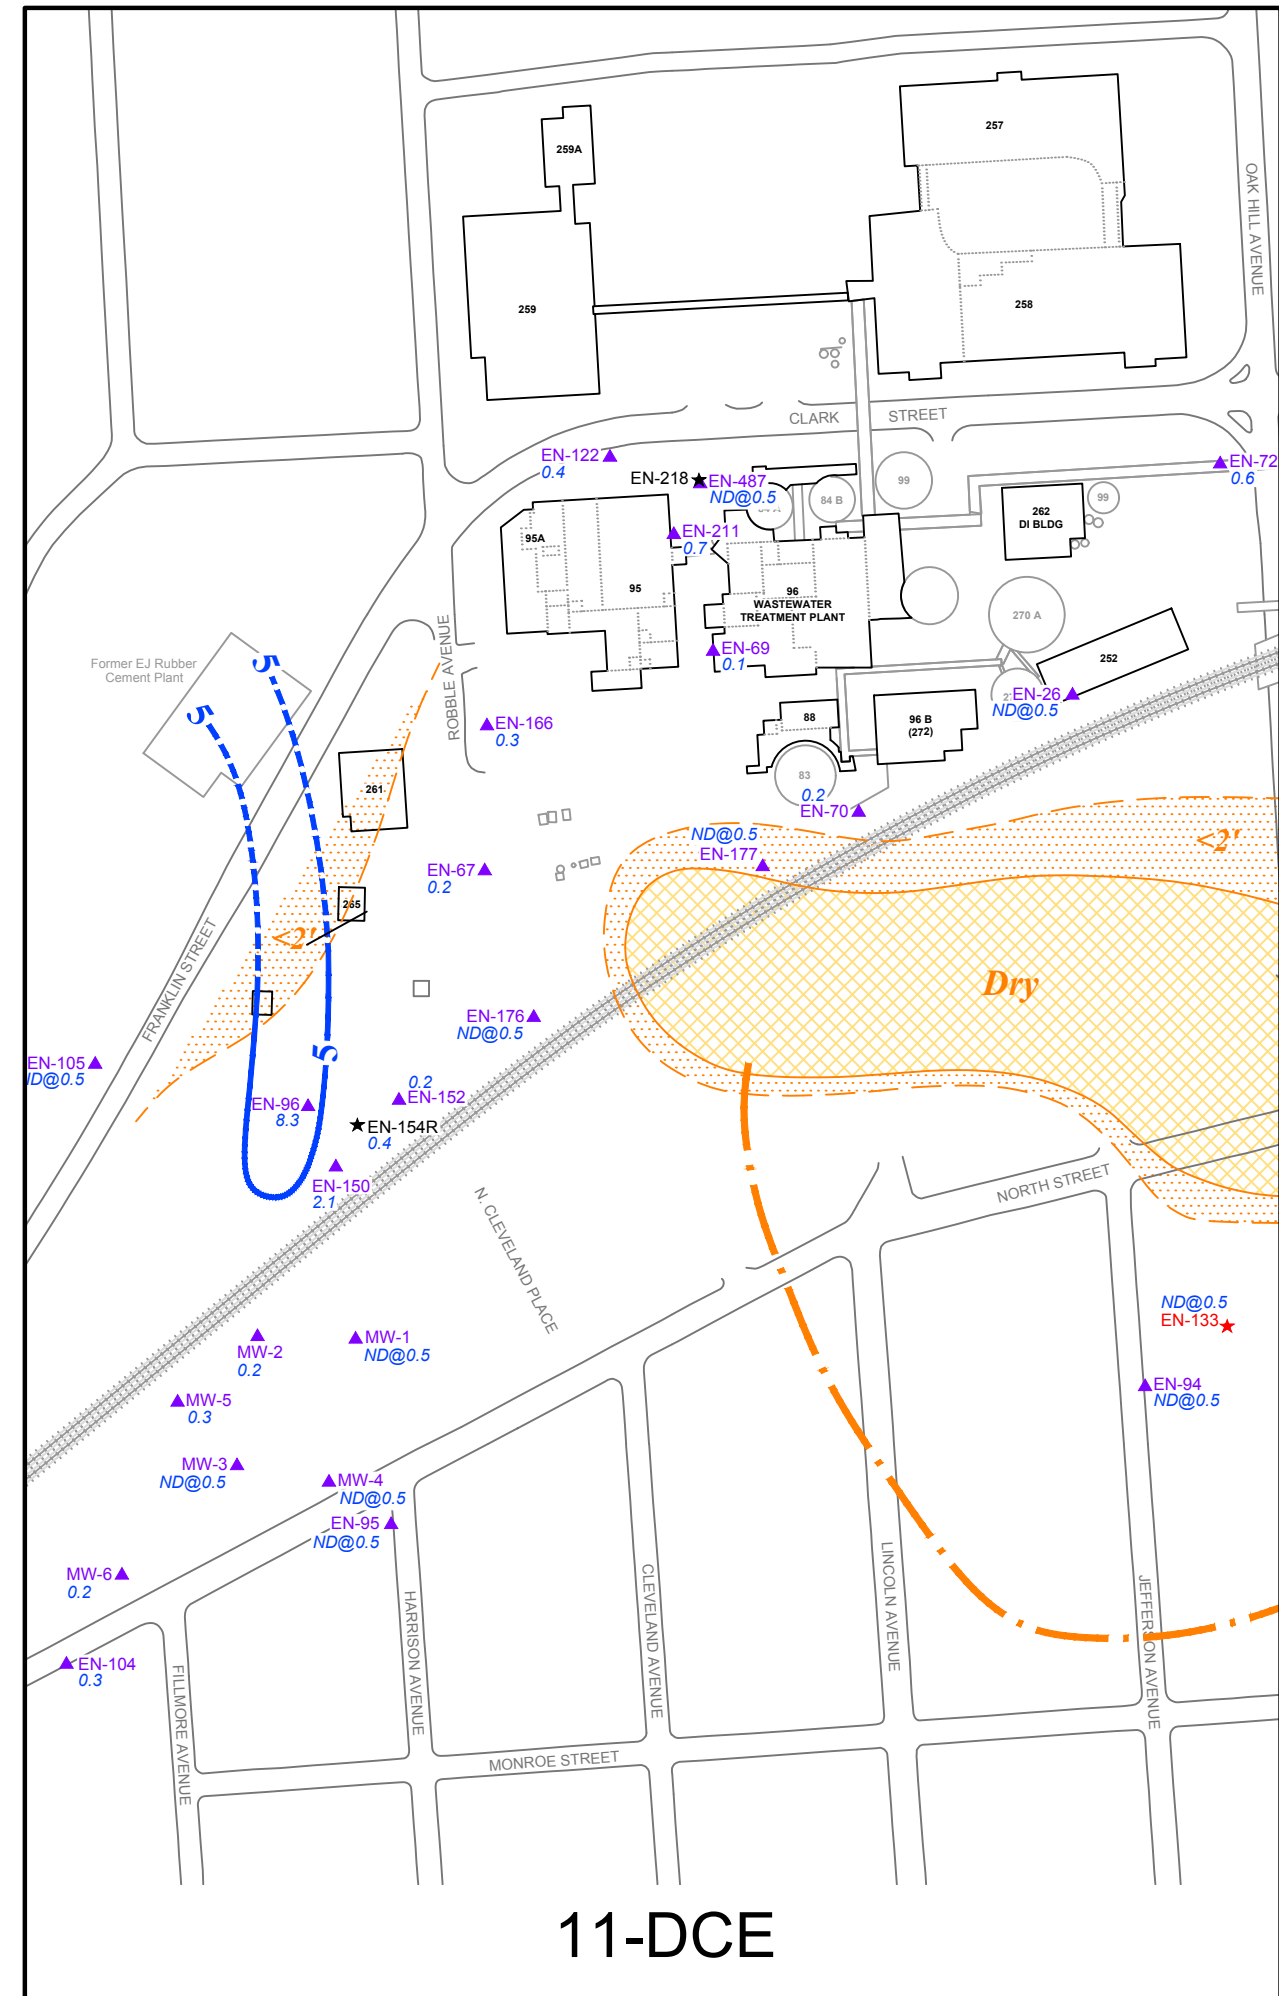 257
259A
OAK HILL AVENUE
259
258
CLARK STREET
EN-122
0.4
EN-218
EN-487
ND@0.5
84 A
84 B
99
EN-72
0.6
262
DI BLDG
99
95A
EN-211
0.7
95
96
WASTEWATER
TREATMENT PLANT
270 A
ROBBLE AVENUE
EN-69
0.1
252
Former EJ Rubber
Cement Plant
5
5
EN-26
ND@0.5
EN-166
0.3
88
96 B
(272)
83
261
0.2
EN-70
ND@0.5
EN-177
<2'
EN-67
0.2
265
<2'
FRANKLIN STREET
Dry
EN-176
ND@0.5
5
EN-105
ND@0.5
0.2
EN-152
EN-96
8.3
EN-154R
0.4
EN-150
2.1
NORTH STREET
N. CLEVELAND PLACE
ND@0.5
EN-133
MW-2
0.2
MW-1
ND@0.5
EN-94
ND@0.5
MW-5
0.3
MW-3
ND@0.5
MW-4
ND@0.5
EN-95
ND@0.5
MW-6
0.2
HARRISON AVENUE
CLEVELAND AVENUE
LINCOLN AVENUE
JEFFERSON AVENUE
EN-104
0.3
FILLMORE AVENUE
MONROE STREET
11-DCE